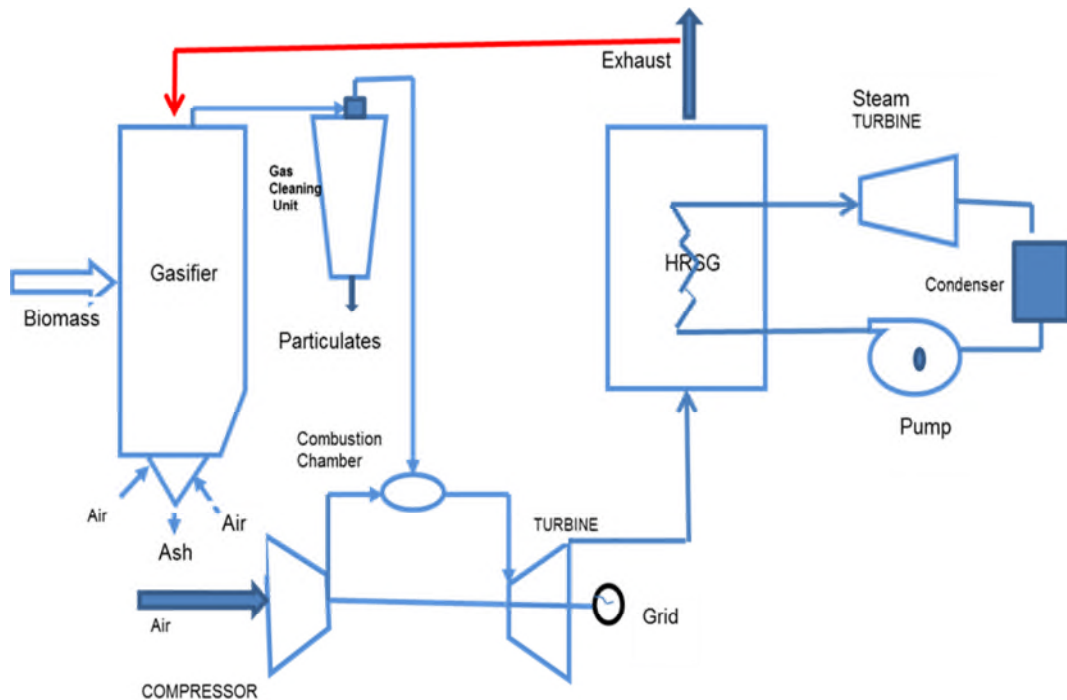 Exhaust
Steam
TURBINE
Gas
Cleaning
Unit
Gasifier
HRSG
Condenser
Biomass
Particulates
Pump
Combustion
Chamber
Air
Air
Ash
TURBINE
Air
Grid
COMPRESSOR